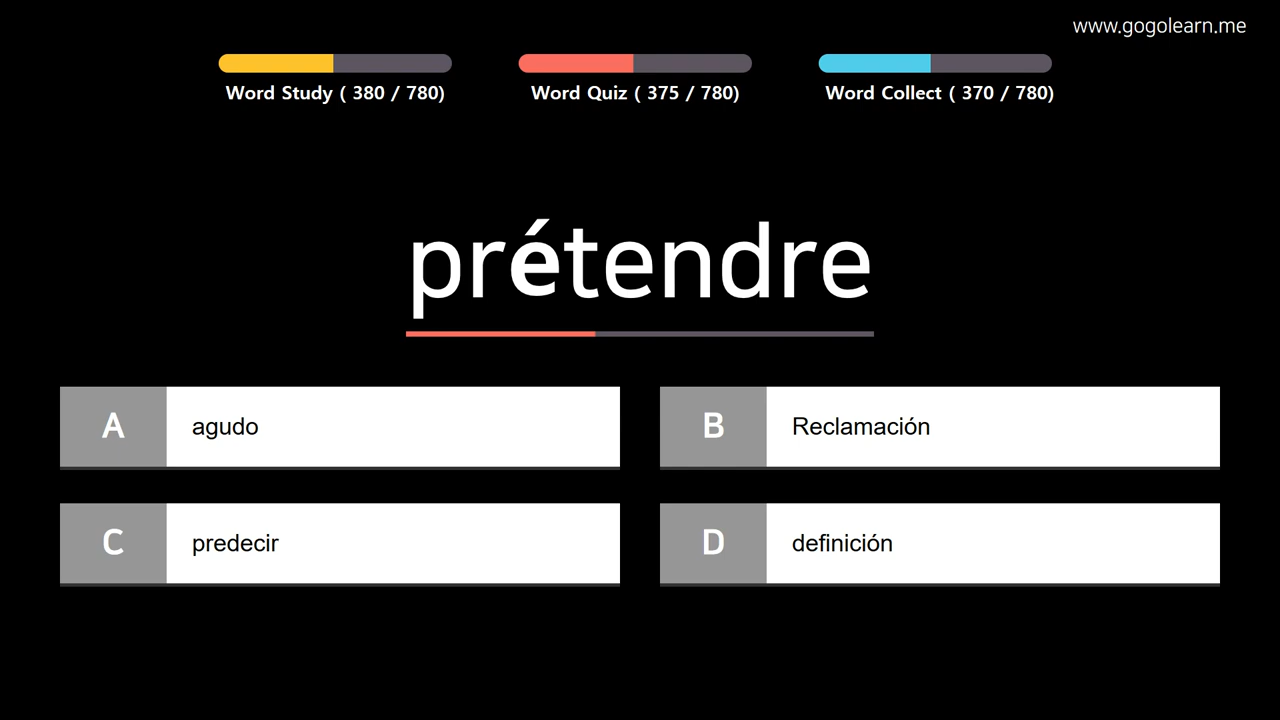 www.gogolearn.me
Word Study ( 380 / 780)
Word Quiz ( 375 / 780)
Word Collect ( 370 / 780)
prétendre
A agudo
B Reclamación
C predecir
D definición